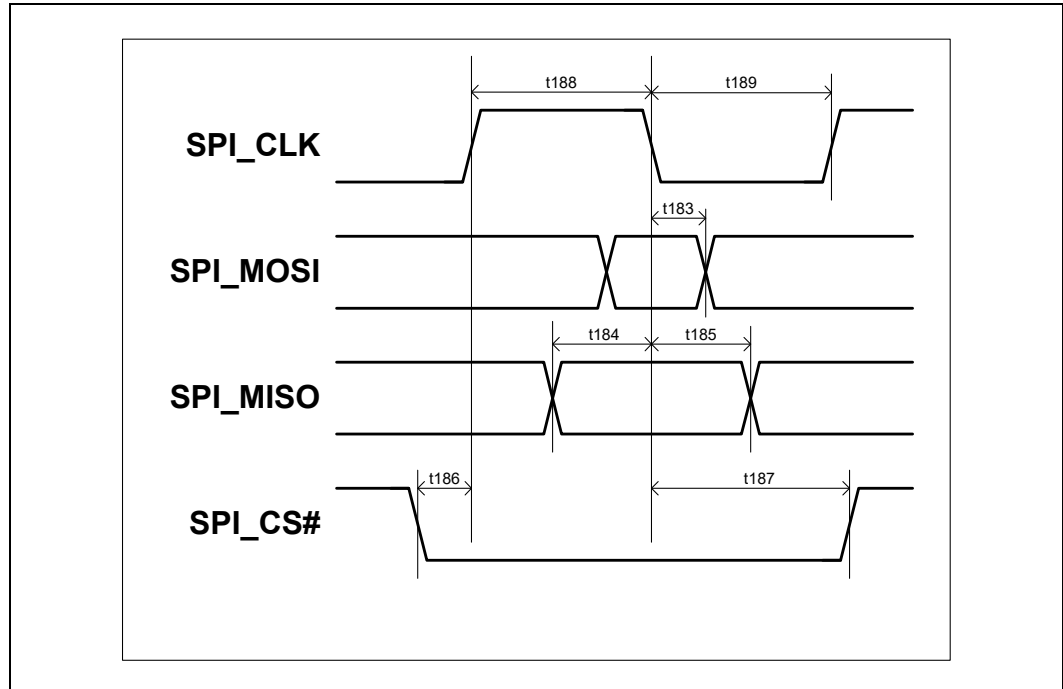 t188
t189
SPI_CLK
t183
SPI_MOSI
t184
t185
SPI_MISO
t186
t187
SPI_CS#